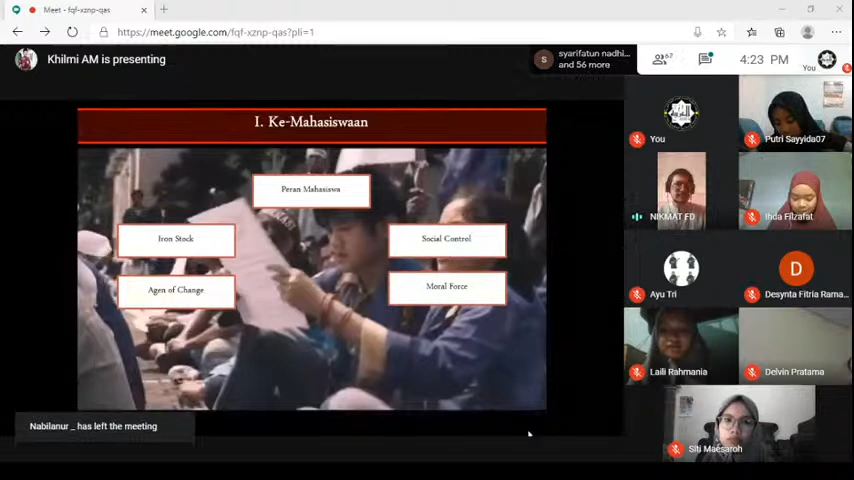 Meet - fqf-xznp-qas
https://meet.google.com/fqf-xznp-qas?pli=1
Khilmi AM is presenting
S
syarifatun nadhi...
and 56 more
67
4:23 PM
You
I. Ke-Mahasiswaan
Peran Mahasiswa
Iron Stock
Social Control
Agen of Change
Moral Force
You
Putri Sayyida07
NIKMAT FD
Ihda Filzafat
Ayu Tri
D
Desynta Fitria Rama...
Laili Rahmania
Delvin Pratama
Siti Maesaroh
Nabilanur _ has left the meeting